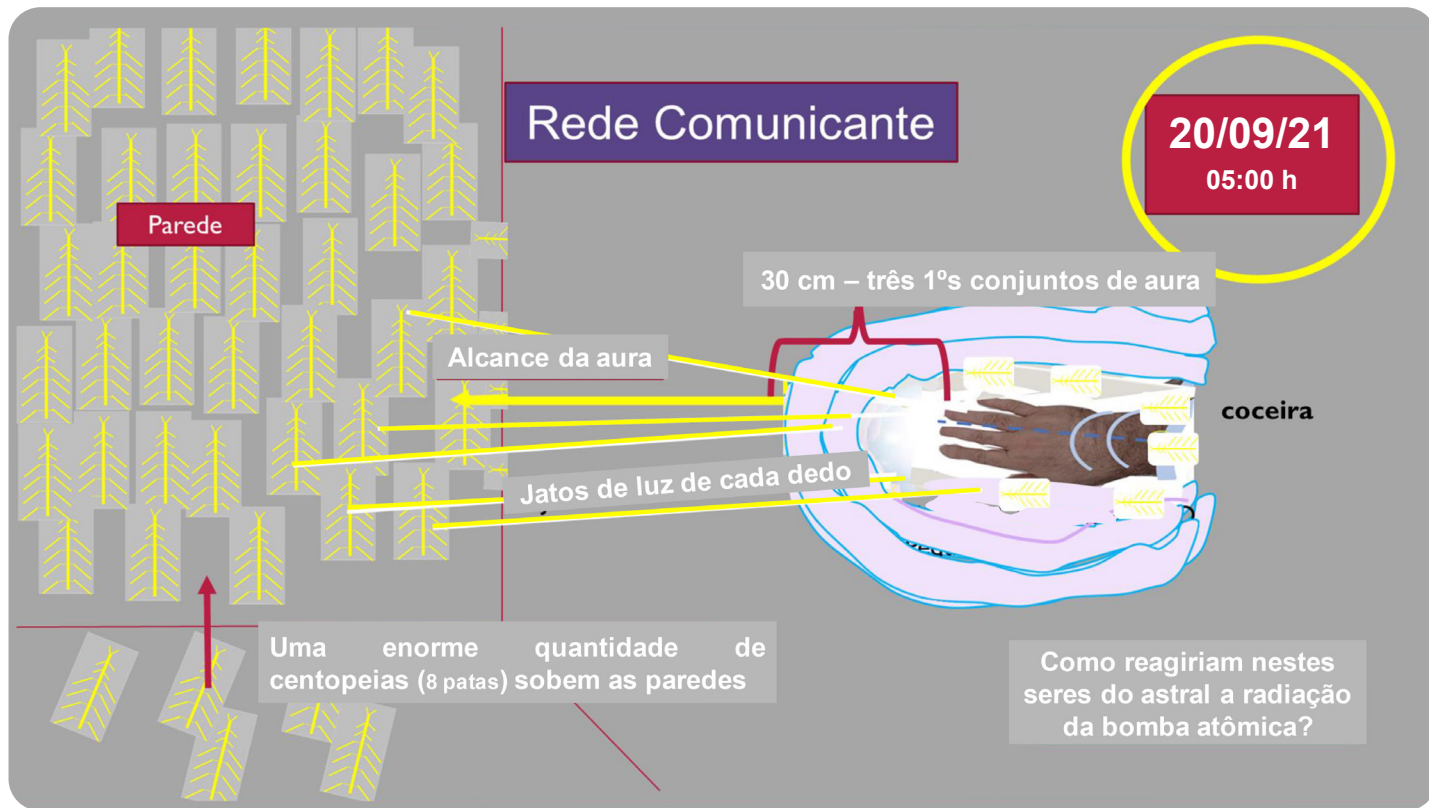 Rede Comunicante
20/09/21
05:00 h
Parede
30 cm – três 1ºs conjuntos de aura
Alcance da aura
coceira
Jatos de luz de cada dedo
Uma enorme quantidade de
centopeias (8 patas) sobem as paredes
Como reagiriam nestes
seres do astral a radiação
da bomba atômica?